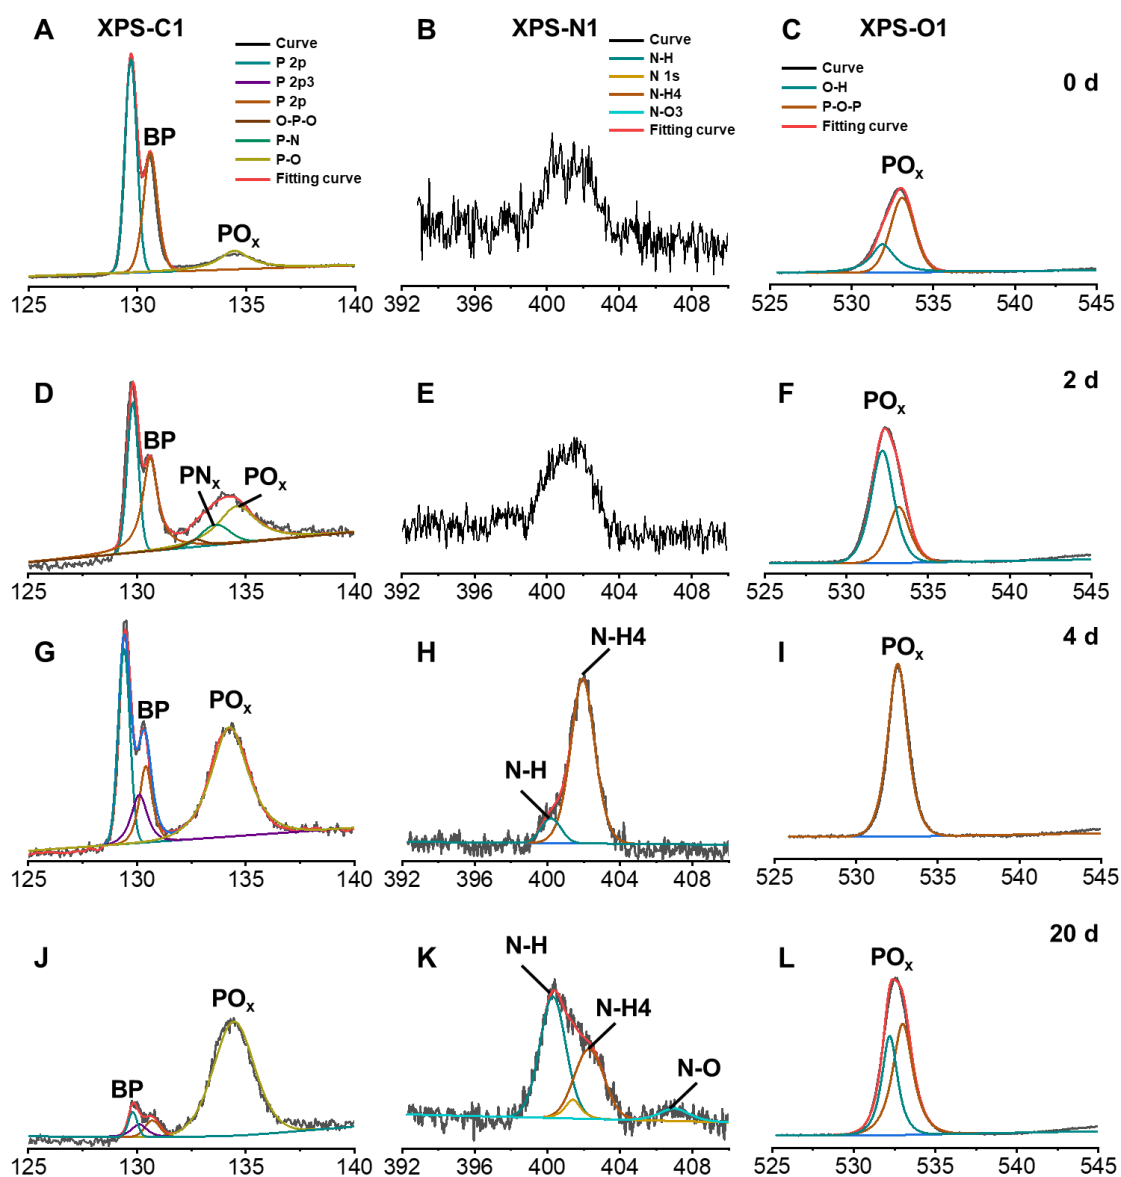 A XPS-C1
Curve
P 2p
P 2p3
P 2p
O-P-O
P-N
P-O
Fitting curve
BP
POx
125 130 135 140
B XPS-N1
Curve
N-H
N 1s
N-H4
N-O3
Fitting curve
392 396 400 404 408
C XPS-O1
Curve
O-H
P-O-P
Fitting curve
0 d
POx
525 530 535 540 545
D
BP
PNx
POx
125 130 135 140
E
392 396 400 404 408
F
2 d
POx
525 530 535 540 545
G
BP
POx
125 130 135 140
H
N-H4
N-H
392 396 400 404 408
I
4 d
POx
525 530 535 540 545
J
BP
POx
125 130 135 140
K
N-H
N-H4
N-O
392 396 400 404 408
L
20 d
POx
525 530 535 540 545